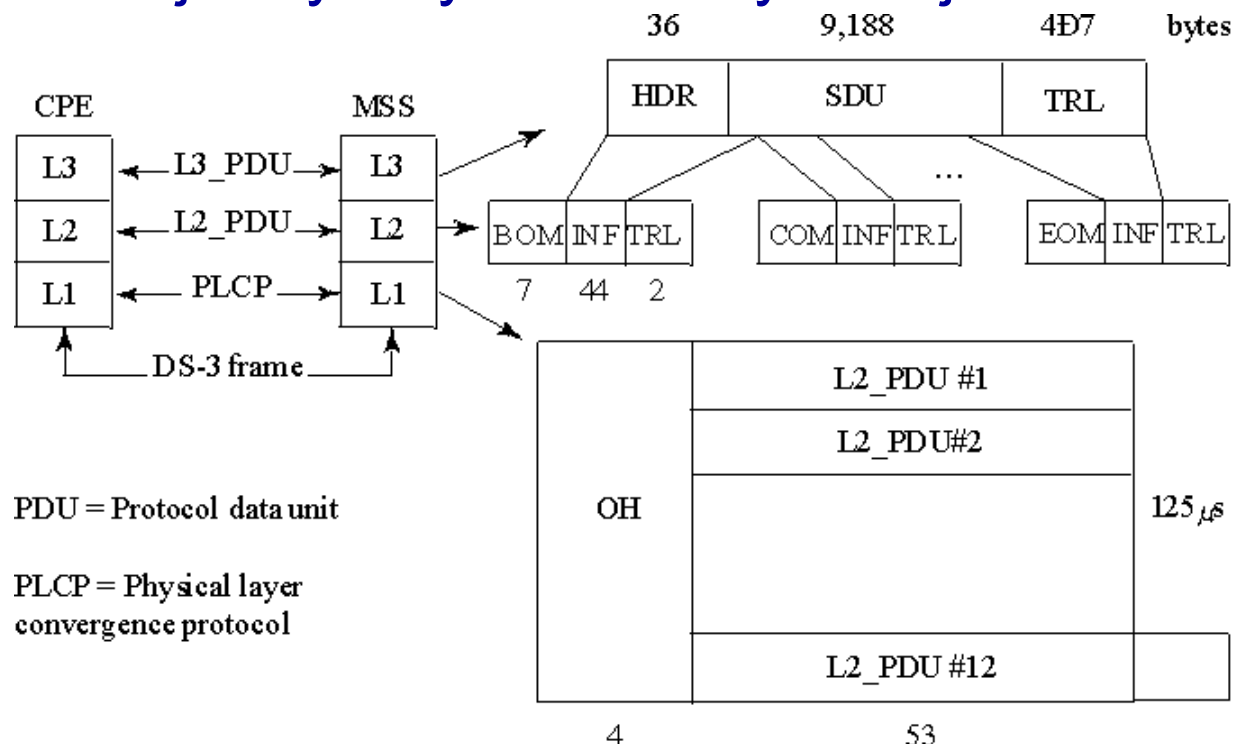 36 9,188 4Đ7 bytes
HDR SDU TRL
CPE MSS
L3 L3_PDU L3
...
L2 L2_PDU L2
BOM INF TRL COM INF TRL EOM INF TRL
7 44 2
L1 PLCP L1
DS-3 frame
L2_PDU #1
L2_PDU#2
PDU = Protocol data unit
OH
125 µs
PLCP = Physical layer
convergence protocol
L2_PDU #12
4 53